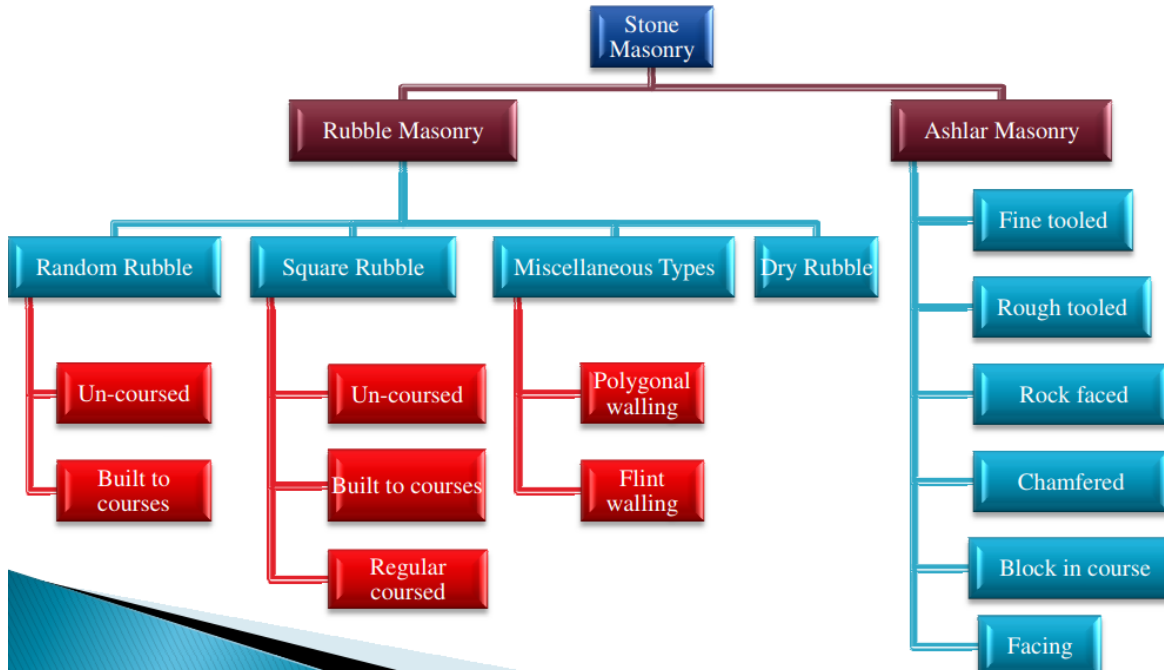 Stone
Masonry
Rubble Masonry
Ashlar Masonry
Random Rubble
Square Rubble
Miscellaneous Types
Dry Rubble
Un-coursed
Built to
courses
Un-coursed
Built to courses
Regular
coursed
Polygonal
walling
Flint
walling
Fine tooled
Rough tooled
Rock faced
Chamfered
Block in course
Facing